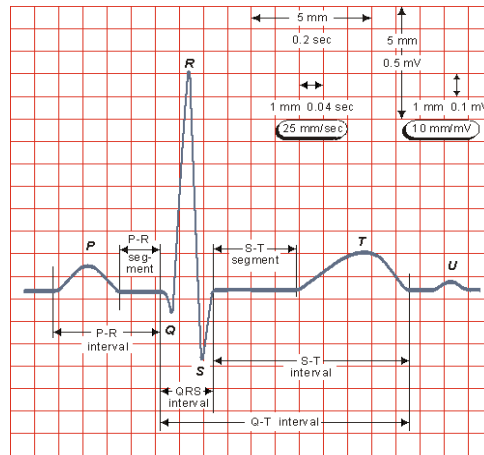 5 mm
0.2 sec
5 mm
0.5 mV
1 mm 0.04 sec
25 mm/sec
1 mm 0.1 mV
10 mm/mV
R
P
P-R
seg-
ment
S-T
segment
T
U
Q
S
P-R
interval
QRS
interval
S-T
interval
Q-T interval